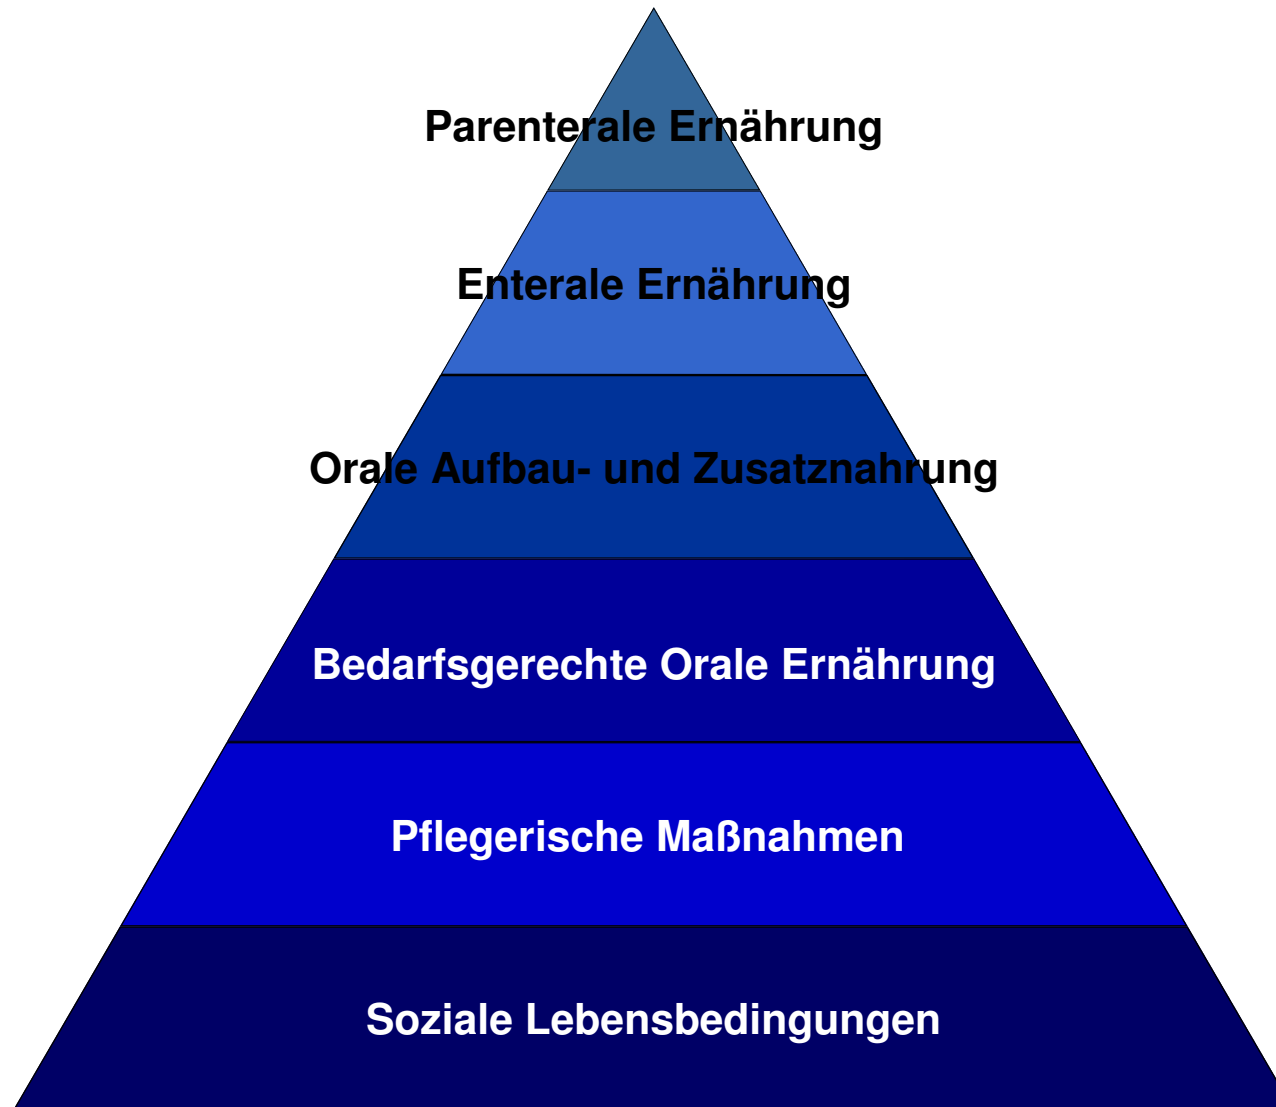 Parenterale Ernährung
Enterale Ernährung
Orale Aufbau- und Zusatznahrung
Bedarfsgerechte Orale Ernährung
Pflegerische Maßnahmen
Soziale Lebensbedingungen